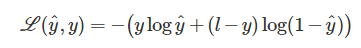 ℒ(ŷ, y) = −(y log ŷ + (l − y) log(1 − ŷ))